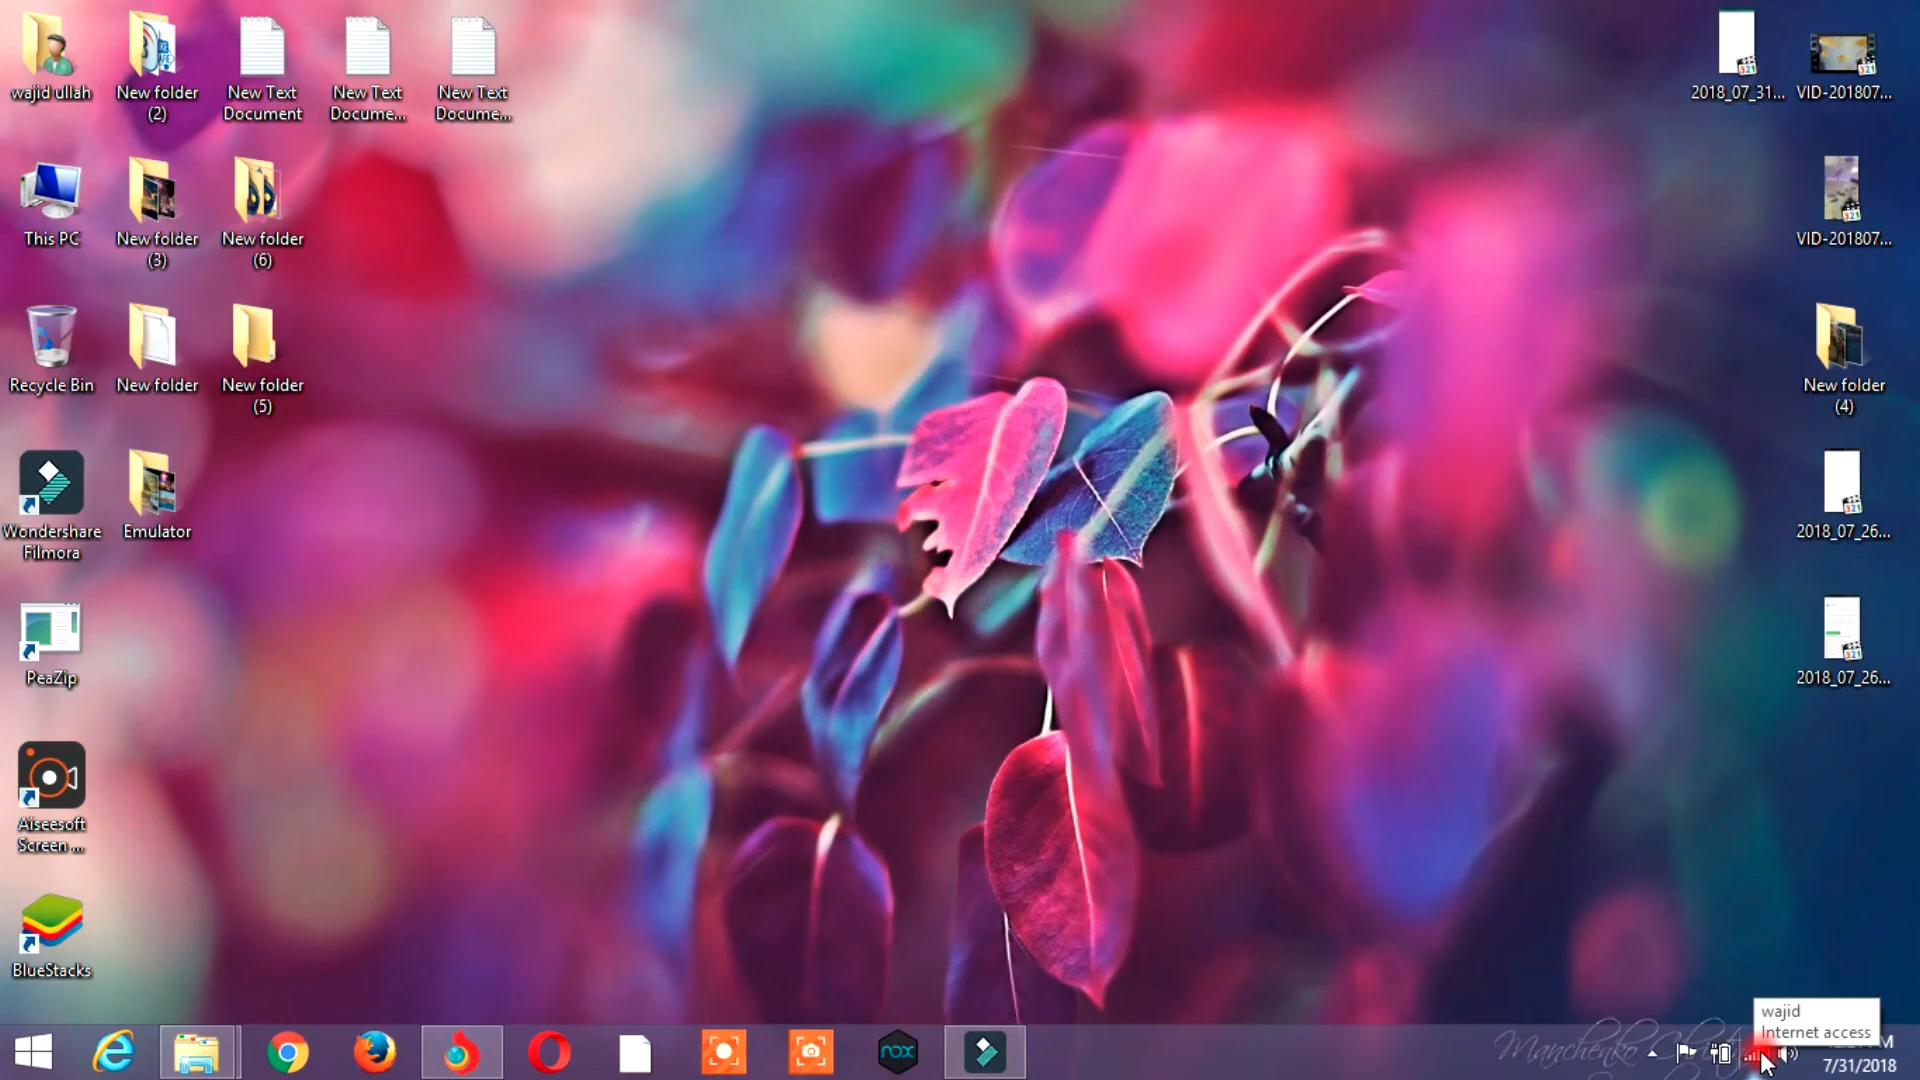 wajid ullah
New folder
(2)
New Text
Document
New Text
Docume...
New Text
Docume...
2018_07_31...
VID-201807...
This PC
New folder
(3)
New folder
(6)
VID-201807...
Recycle Bin
New folder
New folder
(5)
New folder
(4)
Wondershare
Filmora
Emulator
2018_07_26...
PeaZip
2018_07_26...
Aiseesoft
Screen ...
BlueStacks
wajid
Internet access
nox
Manchenko
7/31/2018